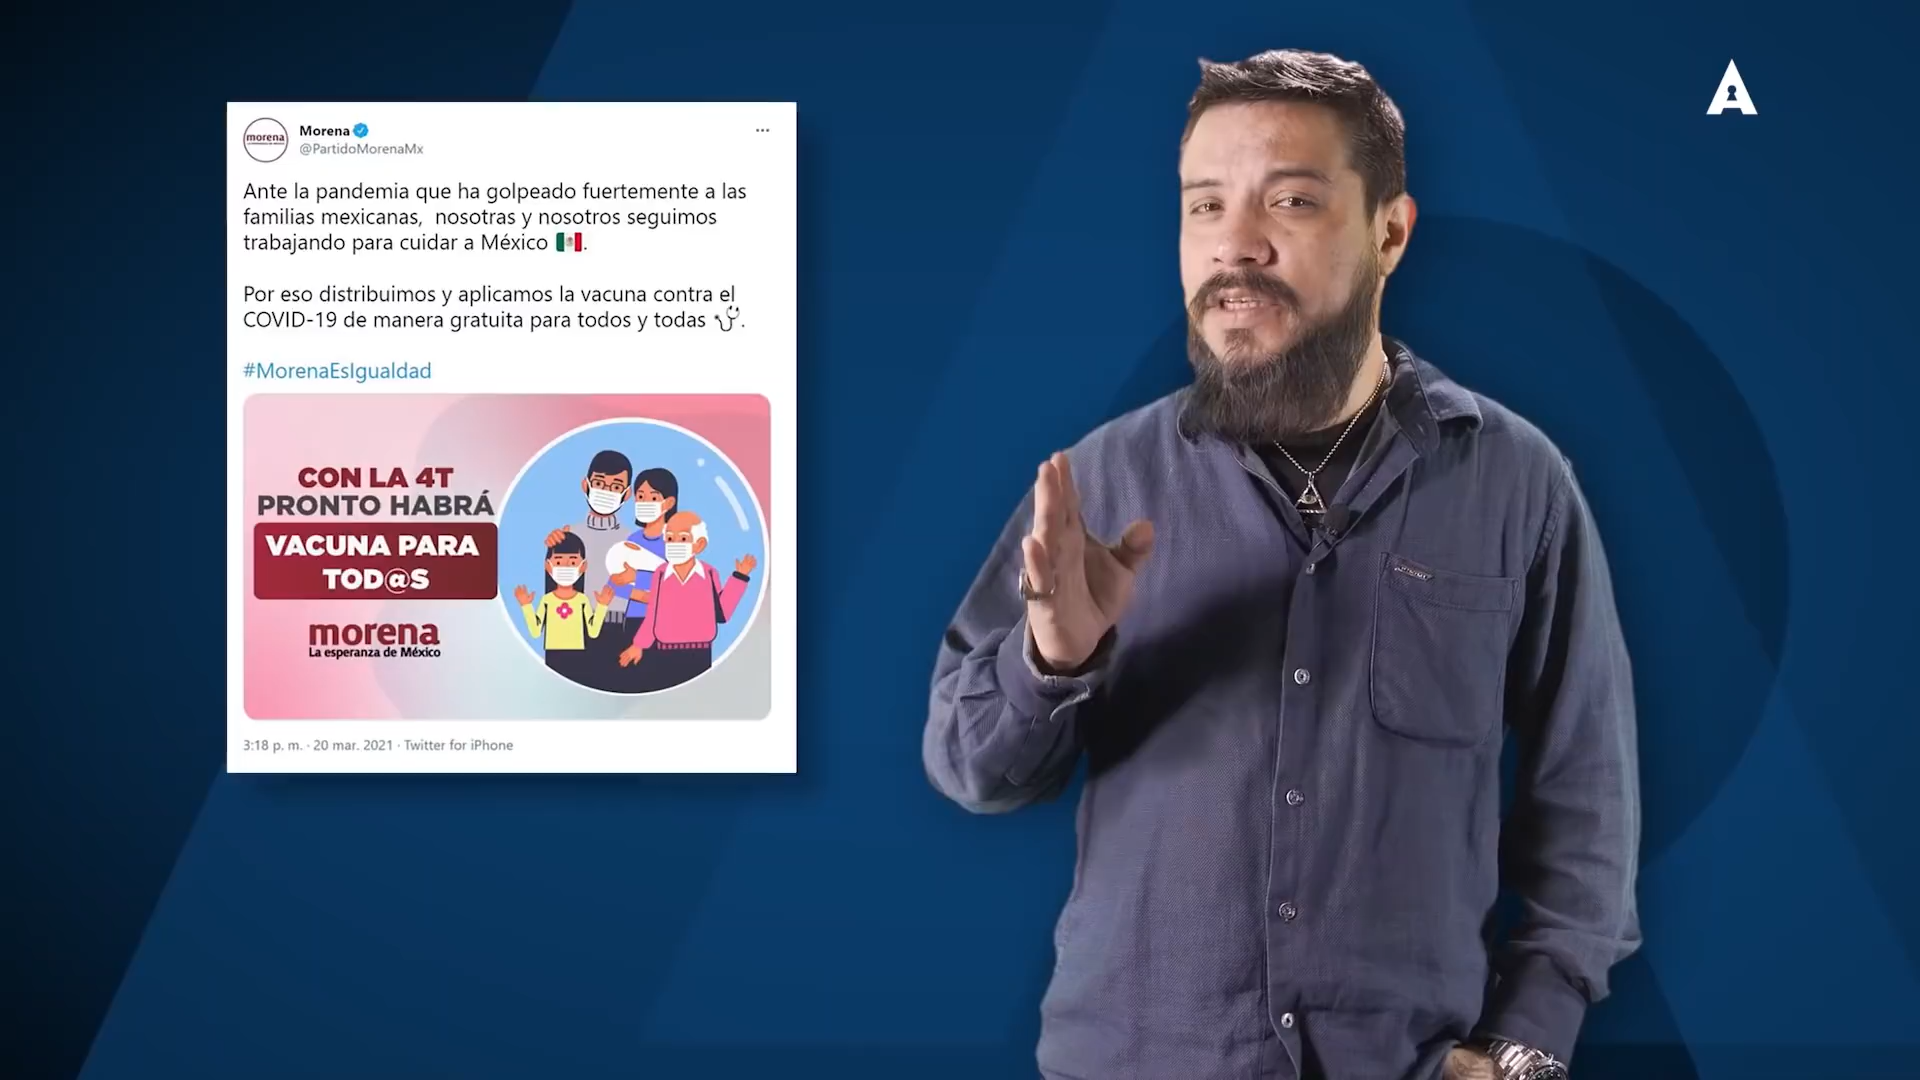 morena
Morena
@PartidoMorenaMx
Ante la pandemia que ha golpeado fuertemente a las
familias mexicanas, nosotras y nosotros seguimos
trabajando para cuidar a México 🇲🇽.
Por eso distribuimos y aplicamos la vacuna contra el
COVID-19 de manera gratuita para todos y todas 🩺.
#MorenaEsIgualdad
CON LA 4T
PRONTO HABRÁ
VACUNA PARA
TOD@S
morena
La esperanza de México
3:18 p. m. · 20 mar. 2021 · Twitter for iPhone
A